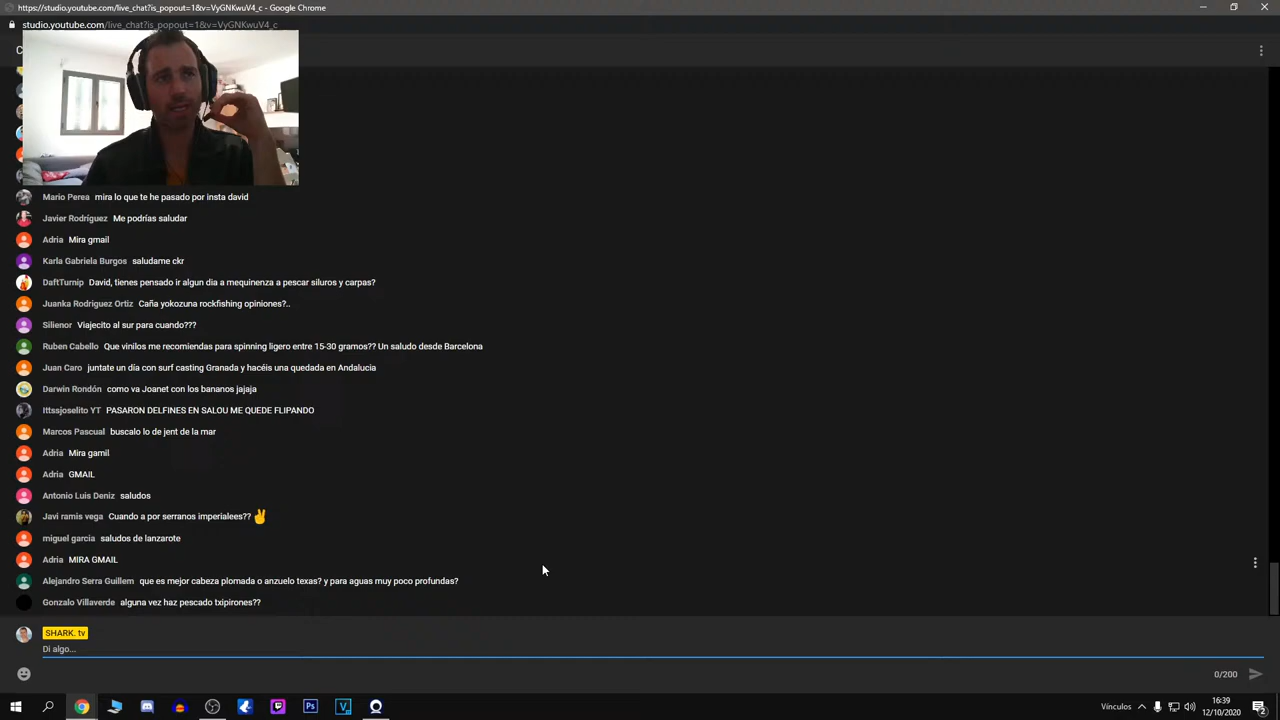 https://studio.youtube.com/live_chat?is_popout=1&v=VyGNKwuV4_c - Google Chrome
studio.youtube.com/live_chat?is_popout=1&v=VyGNKwuV4_c
Mario Perea mira lo que te he pasado por insta david
Javier Rodríguez Me podrías saludar
Adria Mira gmail
Karla Gabriela Burgos saludame ckr
DaftTurnip David, tienes pensado ir algun dia a mequinenza a pescar siluros y carpas?
Juanka Rodriguez Ortiz Caña yokozuna rockfishing opiniones?..
Silienor Viajecito al sur para cuando???
Ruben Cabello Que vinilos me recomiendas para spinning ligero entre 15-30 gramos?? Un saludo desde Barcelona
Juan Caro juntate un día con surf casting Granada y hacéis una quedada en Andalucia
Darwin Rondón como va Joanet con los bananos jajaja
Ittssjoselito YT PASARON DELFINES EN SALOU ME QUEDE FLIPANDO
Marcos Pascual buscalo lo de jent de la mar
Adria Mira gamil
Adria GMAIL
Antonio Luis Deniz saludos
Javi ramis vega Cuando a por serranos imperialees?? ✌
miguel garcia saludos de lanzarote
Adria MIRA GMAIL
Alejandro Serra Guillem que es mejor cabeza plomada o anzuelo texas? y para aguas muy poco profundas?
Gonzalo Villaverde alguna vez haz pescado txipirones??
SHARK. tv
Di algo...
0/200
Vínculos
16:39
12/10/2020
2